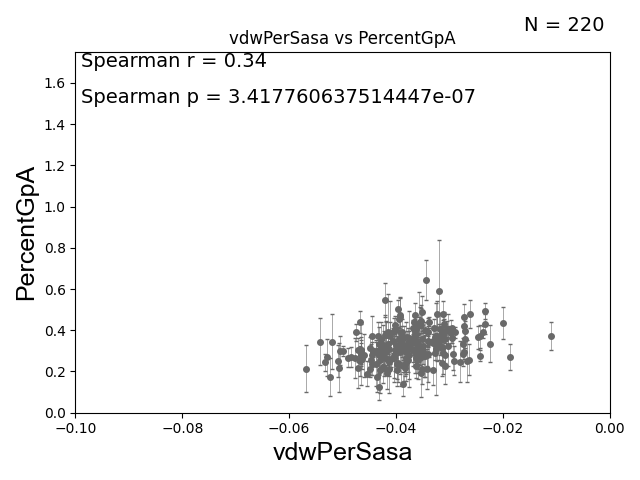 N = 220
vdwPerSasa vs PercentGpA
Spearman r = 0.34
Spearman p = 3.417760637514447e-07
PercentGpA
1.6
1.4
1.2
1.0
0.8
0.6
0.4
0.2
0.0
−0.10
−0.08
−0.06
−0.04
−0.02
0.00
vdwPerSasa